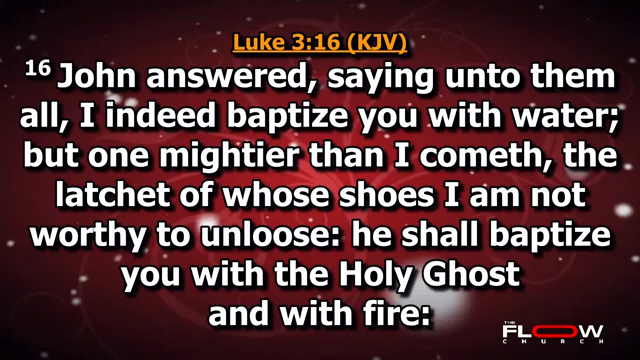 Luke 3:16 (KJV)
16 John answered, saying unto them
all, I indeed baptize you with water;
but one mightier than I cometh, the
latchet of whose shoes I am not
worthy to unloose: he shall baptize
you with the Holy Ghost
and with fire:
THE
FLOW
CHURCH